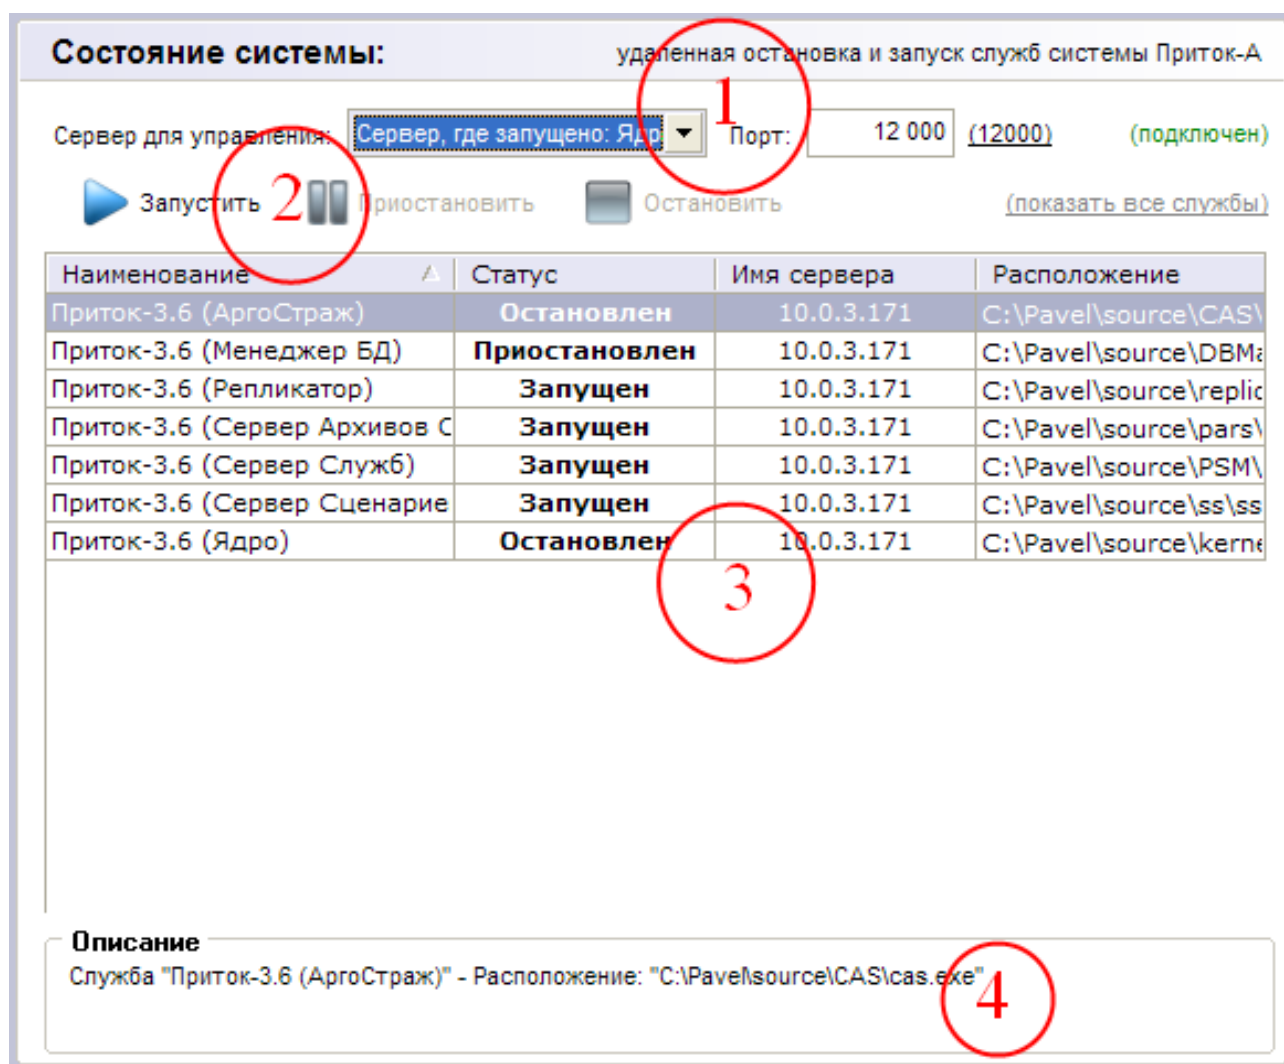 Состояние системы: удаленная остановка и запуск служб системы Приток-А
1
Сервер для управления: Сервер, где запущено: Ядр Порт: 12 000 (12000) (подключен)
Запустить 2 Приостановить Остановить (показать все службы)
Наименование Статус Имя сервера Расположение
Приток-3.6 (АргоСтраж) Остановлен 10.0.3.171 C:\Pavel\source\CAS\
Приток-3.6 (Менеджер БД) Приостановлен 10.0.3.171 C:\Pavel\source\DBMa
Приток-3.6 (Репликатор) Запущен 10.0.3.171 C:\Pavel\source\replic
Приток-3.6 (Сервер Архивов С Запущен 10.0.3.171 C:\Pavel\source\pars\
Приток-3.6 (Сервер Служб) Запущен 10.0.3.171 C:\Pavel\source\PSM\
Приток-3.6 (Сервер Сценарие Запущен 10.0.3.171 C:\Pavel\source\ss\ss
Приток-3.6 (Ядро) Остановлен 10.0.3.171 C:\Pavel\source\kerne
3
Описание
Служба "Приток-3.6 (АргоСтраж)" - Расположение: "C:\Pavel\source\CAS\cas.exe"
4